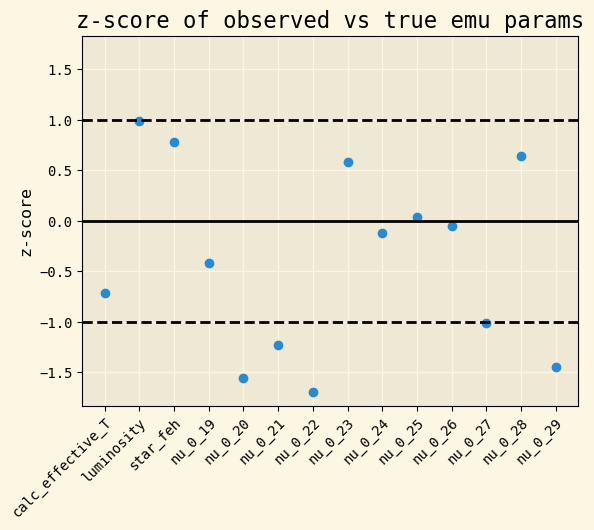 z-score of observed vs true emu params
z-score
1.5
1.0
0.5
0.0
−0.5
−1.0
−1.5
calc_effective_T
luminosity
star_feh
nu_0_19
nu_0_20
nu_0_21
nu_0_22
nu_0_23
nu_0_24
nu_0_25
nu_0_26
nu_0_27
nu_0_28
nu_0_29